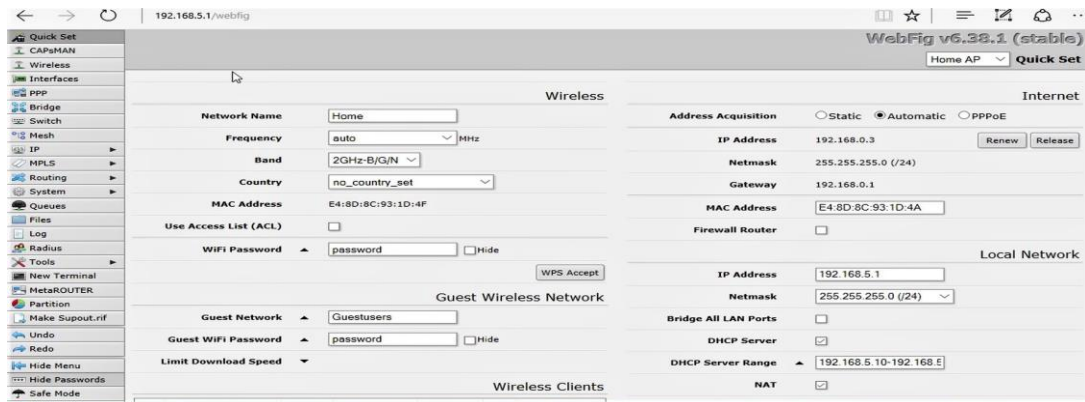 192.168.5.1/webfig
WebFig v6.38.1 (stable)
Home AP Quick Set
Quick Set
CAPsMAN
Wireless
Interfaces
PPP
Bridge
Switch
Mesh
IP
MPLS
Routing
System
Queues
Files
Log
Radius
Tools
New Terminal
MetaROUTER
Partition
Make Supout.rif
Undo
Redo
Hide Menu
Hide Passwords
Safe Mode
Wireless
Network Name Home
Frequency auto MHz
Band 2GHz-B/G/N
Country no_country_set
MAC Address E4:8D:8C:93:1D:4F
Use Access List (ACL)
WiFi Password password Hide
WPS Accept
Guest Wireless Network
Guest Network Guestusers
Guest WiFi Password password Hide
Limit Download Speed
Wireless Clients
Internet
Address Acquisition Static Automatic PPPoE
IP Address 192.168.0.3 Renew Release
Netmask 255.255.255.0 (/24)
Gateway 192.168.0.1
MAC Address E4:8D:8C:93:1D:4A
Firewall Router
Local Network
IP Address 192.168.5.1
Netmask 255.255.255.0 (/24)
Bridge All LAN Ports
DHCP Server
DHCP Server Range 192.168.5.10-192.168.5
NAT